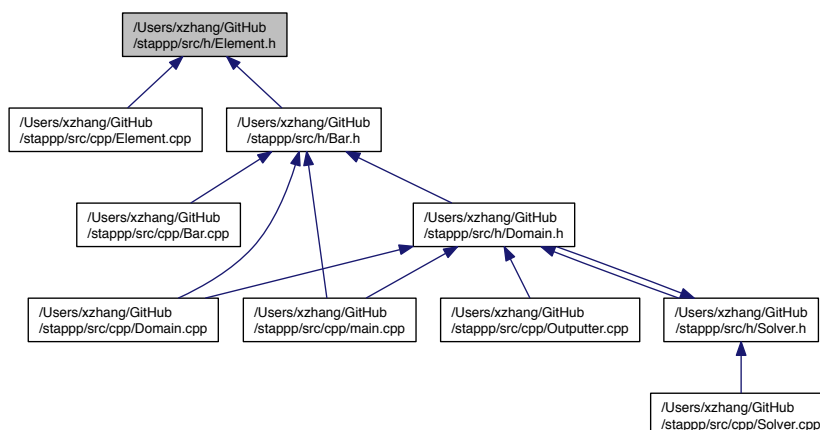 /Users/xzhang/GitHub
/stappp/src/h/Element.h
/Users/xzhang/GitHub
/stappp/src/cpp/Element.cpp
/Users/xzhang/GitHub
/stappp/src/h/Bar.h
/Users/xzhang/GitHub
/stappp/src/cpp/Bar.cpp
/Users/xzhang/GitHub
/stappp/src/h/Domain.h
/Users/xzhang/GitHub
/stappp/src/cpp/Domain.cpp
/Users/xzhang/GitHub
/stappp/src/cpp/main.cpp
/Users/xzhang/GitHub
/stappp/src/cpp/Outputter.cpp
/Users/xzhang/GitHub
/stappp/src/h/Solver.h
/Users/xzhang/GitHub
/stappp/src/cpp/Solver.cpp